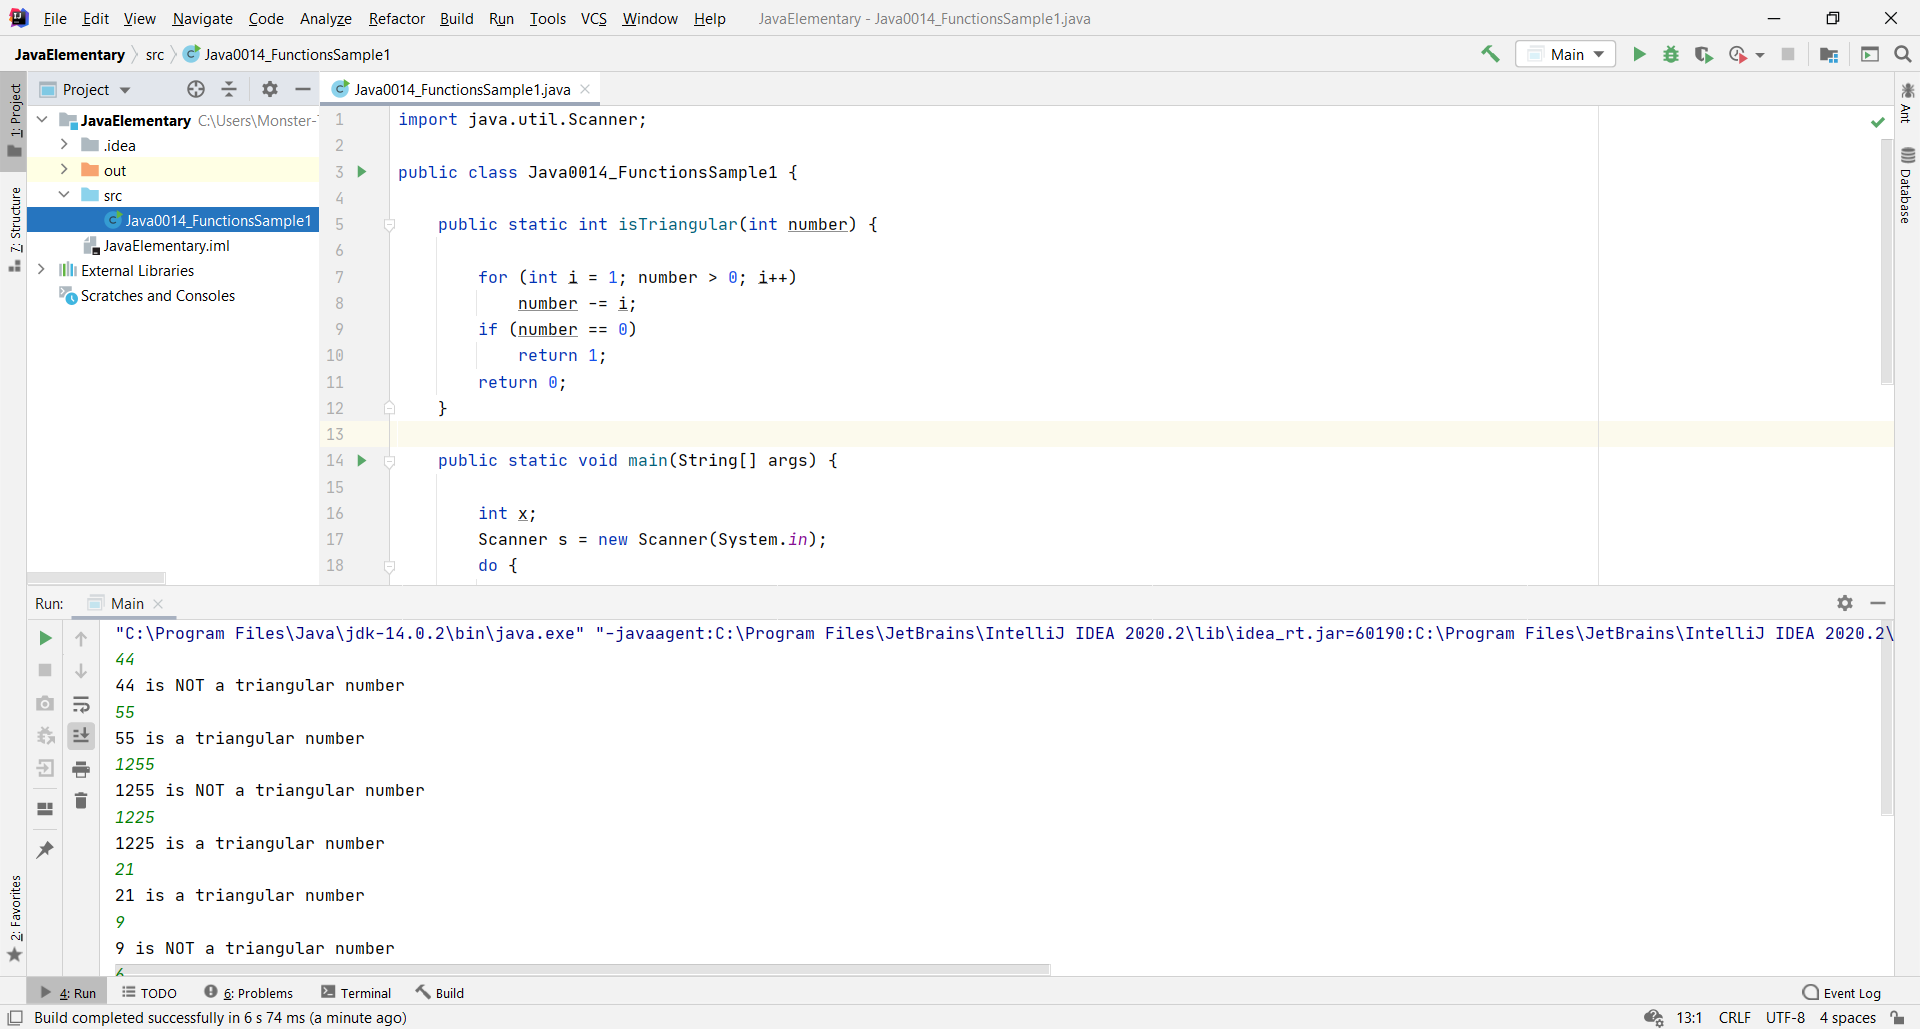 File Edit View Navigate Code Analyze Refactor Build Run Tools VCS Window Help JavaElementary - Java0014_FunctionsSample1.java
JavaElementary src Java0014_FunctionsSample1 Main
1: Project
7: Structure
2: Favorites
Project
JavaElementary C:\Users\Monster-
.idea
out
src
Java0014_FunctionsSample1
JavaElementary.iml
External Libraries
Scratches and Consoles
Java0014_FunctionsSample1.java
1 import java.util.Scanner;
2
3 public class Java0014_FunctionsSample1 {
4
5 public static int isTriangular(int number) {
6
7 for (int i = 1; number > 0; i++)
8 number -= i;
9 if (number == 0)
10 return 1;
11 return 0;
12 }
13
14 public static void main(String[] args) {
15
16 int x;
17 Scanner s = new Scanner(System.in);
18 do {
Ant
Database
Run: Main
"C:\Program Files\Java\jdk-14.0.2\bin\java.exe" "-javaagent:C:\Program Files\JetBrains\IntelliJ IDEA 2020.2\lib\idea_rt.jar=60190:C:\Program Files\JetBrains\IntelliJ IDEA 2020.2\
44
44 is NOT a triangular number
55
55 is a triangular number
1255
1255 is NOT a triangular number
1225
1225 is a triangular number
21
21 is a triangular number
9
9 is NOT a triangular number
6
4: Run TODO 6: Problems Terminal Build Event Log
Build completed successfully in 6 s 74 ms (a minute ago) 13:1 CRLF UTF-8 4 spaces